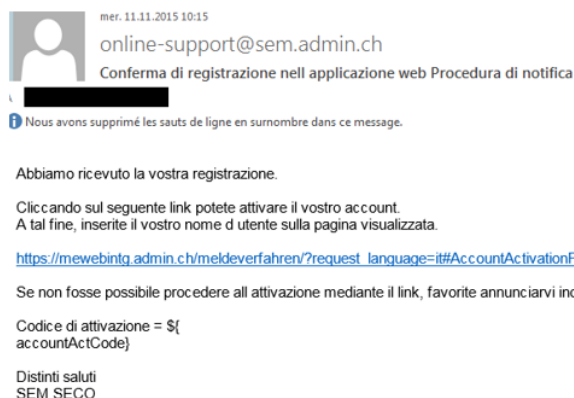 mer. 11.11.2015 10:15
online-support@sem.admin.ch
Conferma di registrazione nell applicazione web Procedura di notifica
Nous avons supprimé les sauts de ligne en surnombre dans ce message.
Abbiamo ricevuto la vostra registrazione.
Cliccando sul seguente link potete attivare il vostro account.
A tal fine, inserite il vostro nome d utente sulla pagina visualizzata.
https://mewebintg.admin.ch/meldeverfahren/?request_language=it#AccountActivation
Se non fosse possibile procedere all attivazione mediante il link, favorite annunciarvi
Codice di attivazione = ${
accountActCode}
Distinti saluti
SEM SECO